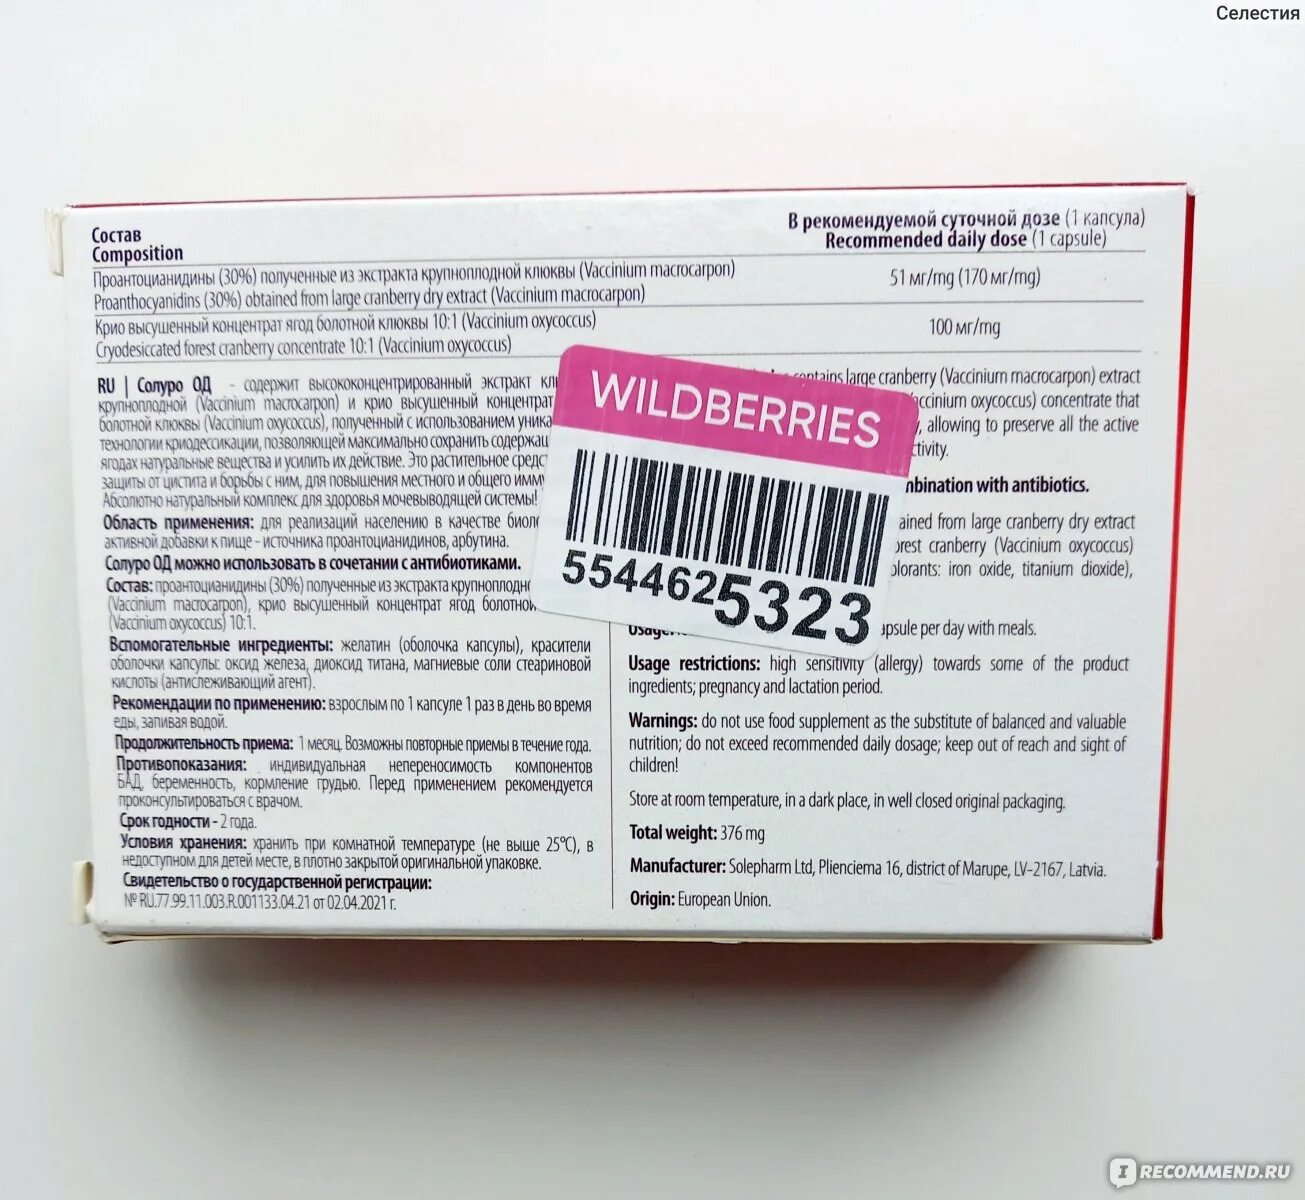 Селестия
Состав
Composition
В рекомендуемой суточной дозе (1 капсула)
Recommended daily dose (1 capsule)
Проантоцианидины (30%) полученные из экстракта крупноплодной клюквы (Vaccinium macrocarpon)
Proanthocyanidins (30%) obtained from large cranberry dry extract (Vaccinium macrocarpon)
51 мг/mg (170 мг/mg)
Крио высушенный концентрат ягод болотной клюквы 10:1 (Vaccinium oxycoccus)
Cryodesiccated forest cranberry concentrate 10:1 (Vaccinium oxycoccus)
100 мг/mg
RU | Солуро ОД - содержит высококонцентрированный экстракт
крупноплодной (Vaccinium macrocarpon) и крио высушенный концентрат
болотной клюквы (Vaccinium oxycoccus), полученный с использованием
технологии криодессикации, позволяющей максимально сохранить
ягодах натуральные вещества и усилить их действие. Это растительное
защиты от цистита и борьбы с ним, для повышения местного и общего
Абсолютно натуральный комплекс для здоровья мочевыводящей системы!
Область применения: для реализаций населению в качестве
активной добавки к пище - источника проантоцианидинов, арбутина.
Солуро ОД можно использовать в сочетании с антибиотиками.
Состав: проантоцианидины (30%) полученные из экстракта
(Vaccinium macrocarpon), крио высушенный концентрат ягод болотной
(Vaccinium oxycoccus) 10:1.
Вспомогательные ингредиенты: желатин (оболочка капсулы), красители
оболочки капсулы: оксид железа, диоксид титана, магниевые соли стеариновой
кислоты (антислеживающий агент).
Рекомендации по применению: взрослым по 1 капсуле 1 раз в день во время
еды, запивая водой.
Продолжительность приема: 1 месяц. Возможны повторные приемы в течение года.
Противопоказания: индивидуальная непереносимость компонентов
БАД, беременность, кормление грудью. Перед применением рекомендуется
проконсультироваться с врачом.
Срок годности - 2 года.
Условия хранения: хранить при комнатной температуре (не выше 25°С), в
недоступном для детей месте, в плотно закрытой оригинальной упаковке.
Свидетельство о государственной регистрации:
№ RU.77.99.11.003.R.001133.04.21 от 02.04.2021 г.
WILDBERRIES
5544625323
contains large cranberry (Vaccinium macrocarpon) extract
oxycoccus) concentrate that
, allowing to preserve all the active
with antibiotics.
from large cranberry dry extract
cranberry (Vaccinium oxycoccus)
iron oxide, titanium dioxide),
per day with meals.
Usage restrictions: high sensitivity (allergy) towards some of the product
ingredients; pregnancy and lactation period.
Warnings: do not use food supplement as the substitute of balanced and valuable
nutrition; do not exceed recommended daily dosage; keep out of reach and sight of
children!
Store at room temperature, in a dark place, in well closed original packaging.
Total weight: 376 mg
Manufacturer: Solepharm Ltd, Plienciema 16, district of Marupe, LV–2167, Latvia.
Origin: European Union.
IRECOMMEND.RU